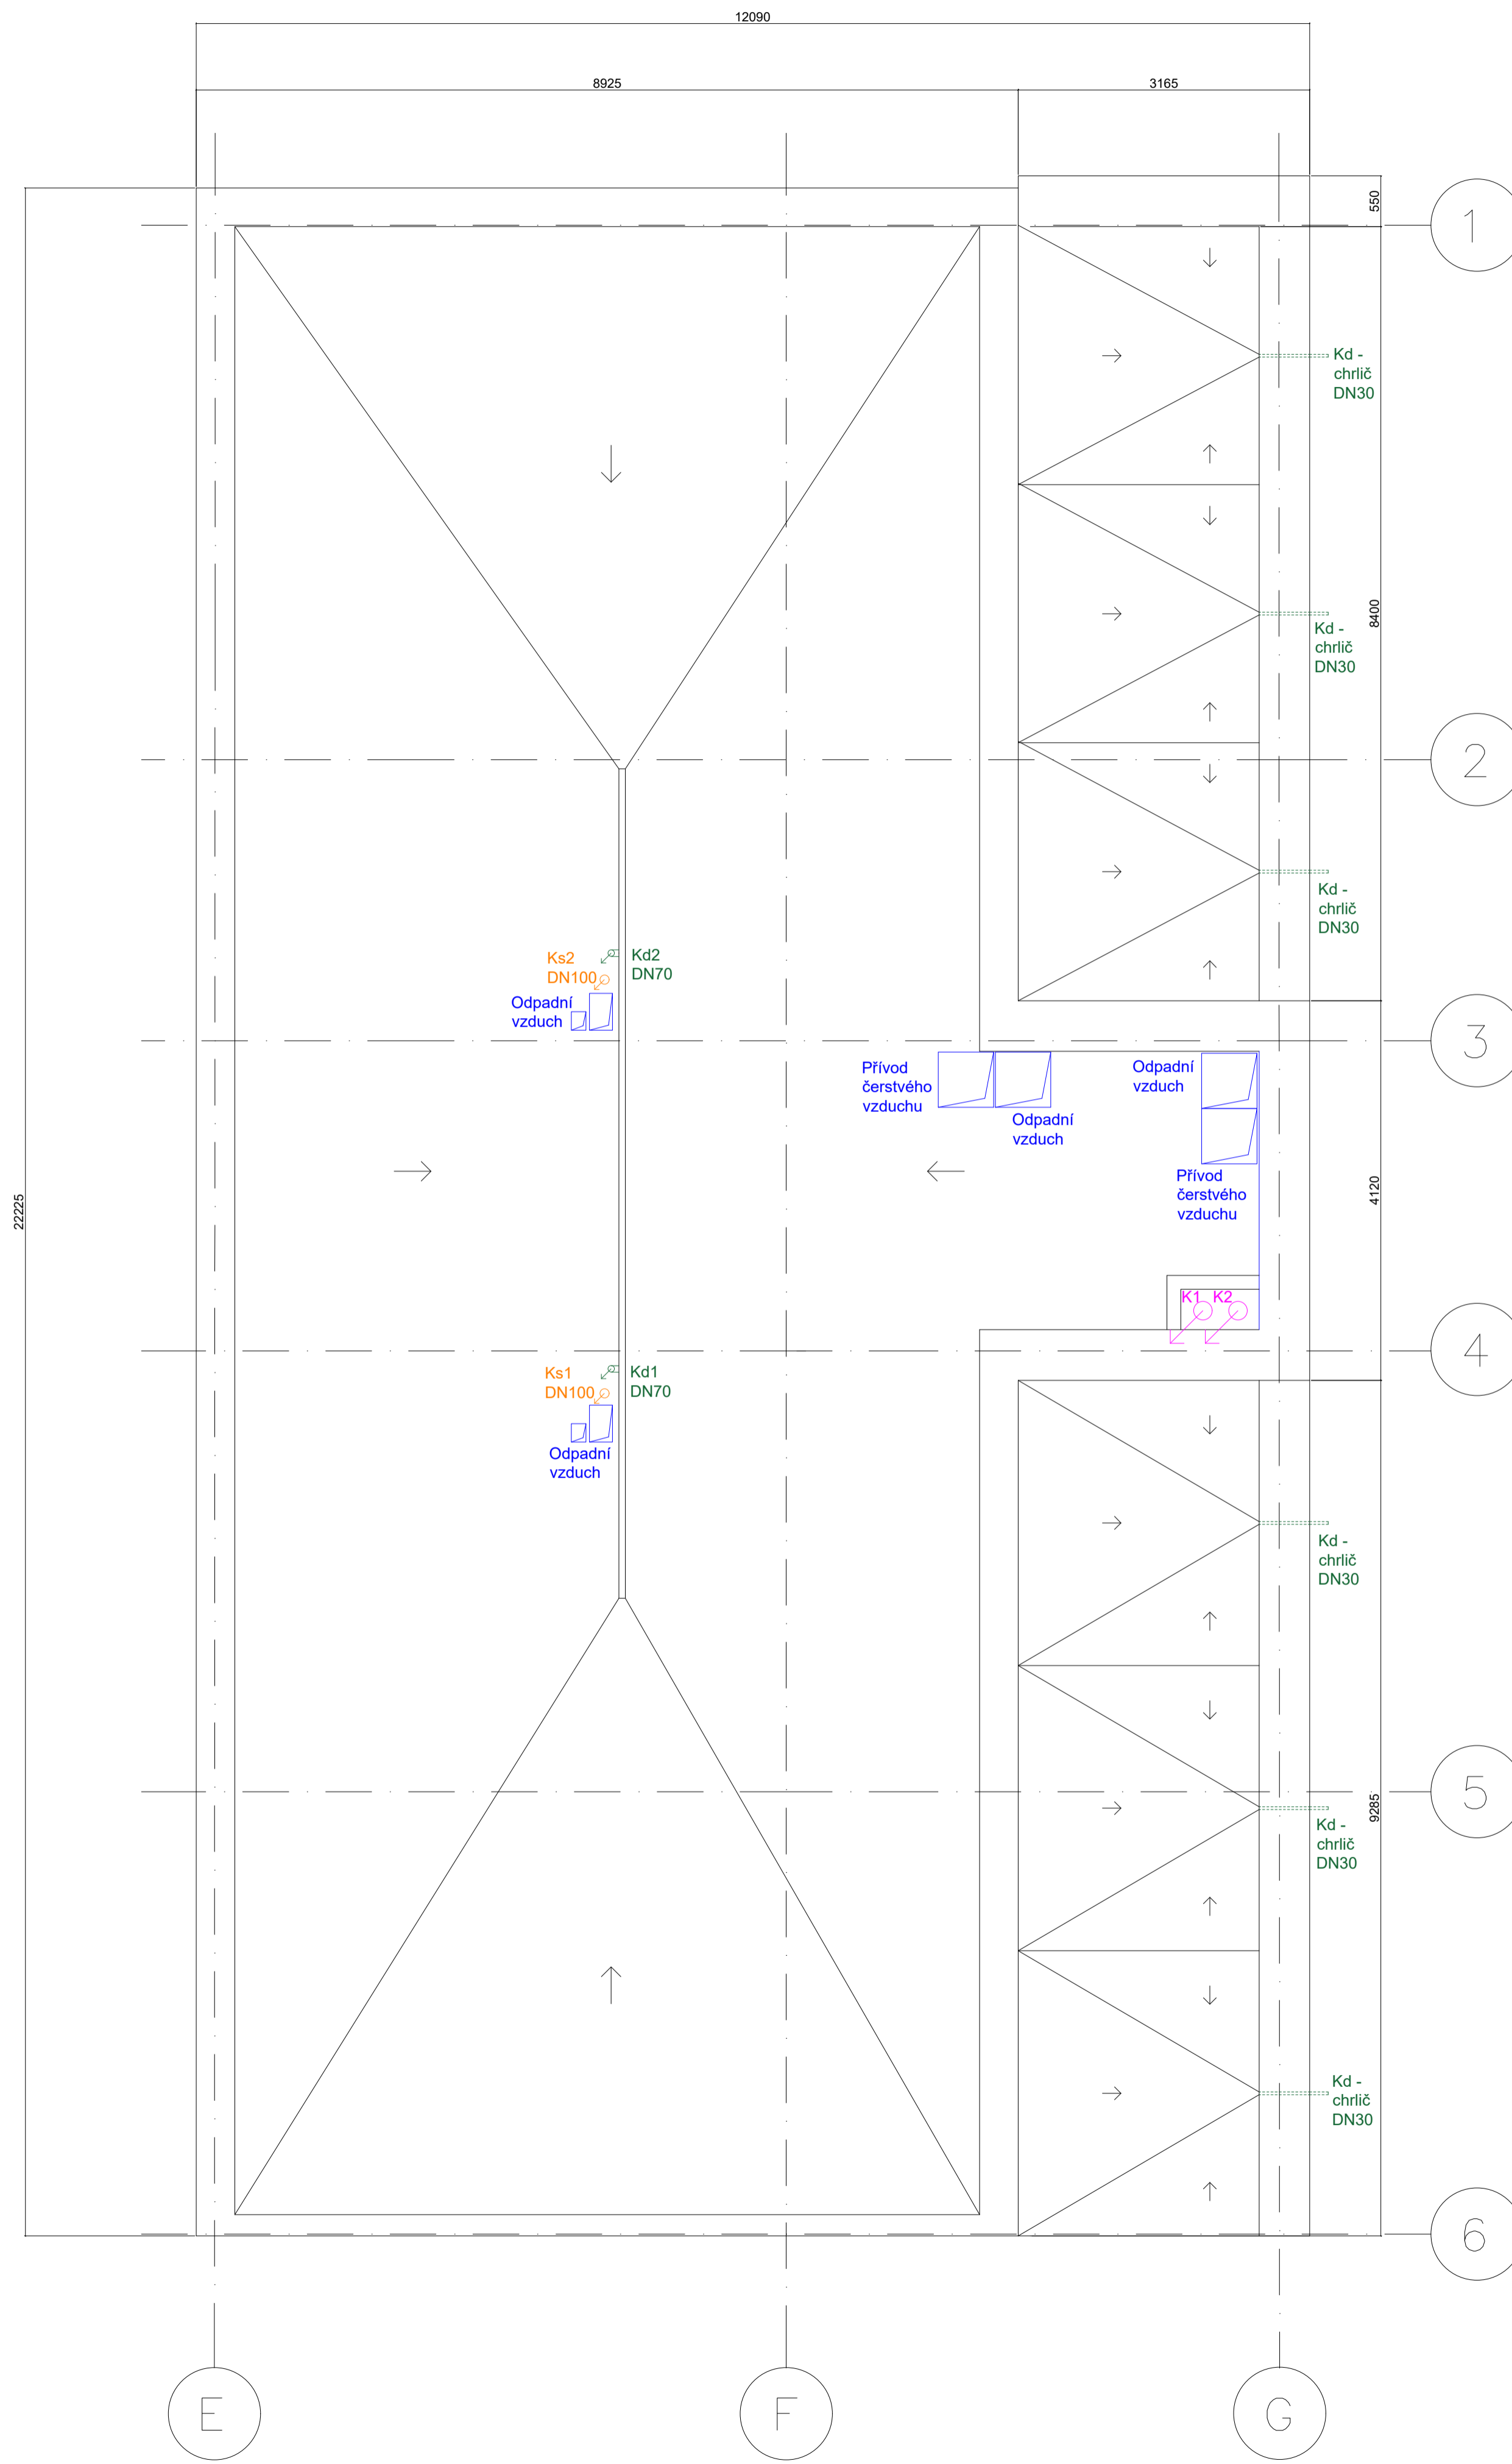 12090
8925
3165
550
1
Kd -
chrlič
DN30
8400
Kd -
chrlič
DN30
2
Kd -
chrlič
DN30
Ks2
DN100
Kd2
DN70
Odpadní
vzduch
3
Přívod
čerstvého
vzduchu
Odpadní
vzduch
Odpadní
vzduch
Přívod
čerstvého
vzduchu
22225
4120
K1 K2
4
Ks1
DN100
Kd1
DN70
Odpadní
vzduch
Kd -
chrlič
DN30
5
9285
Kd -
chrlič
DN30
Kd -
chrlič
DN30
6
E
F
G